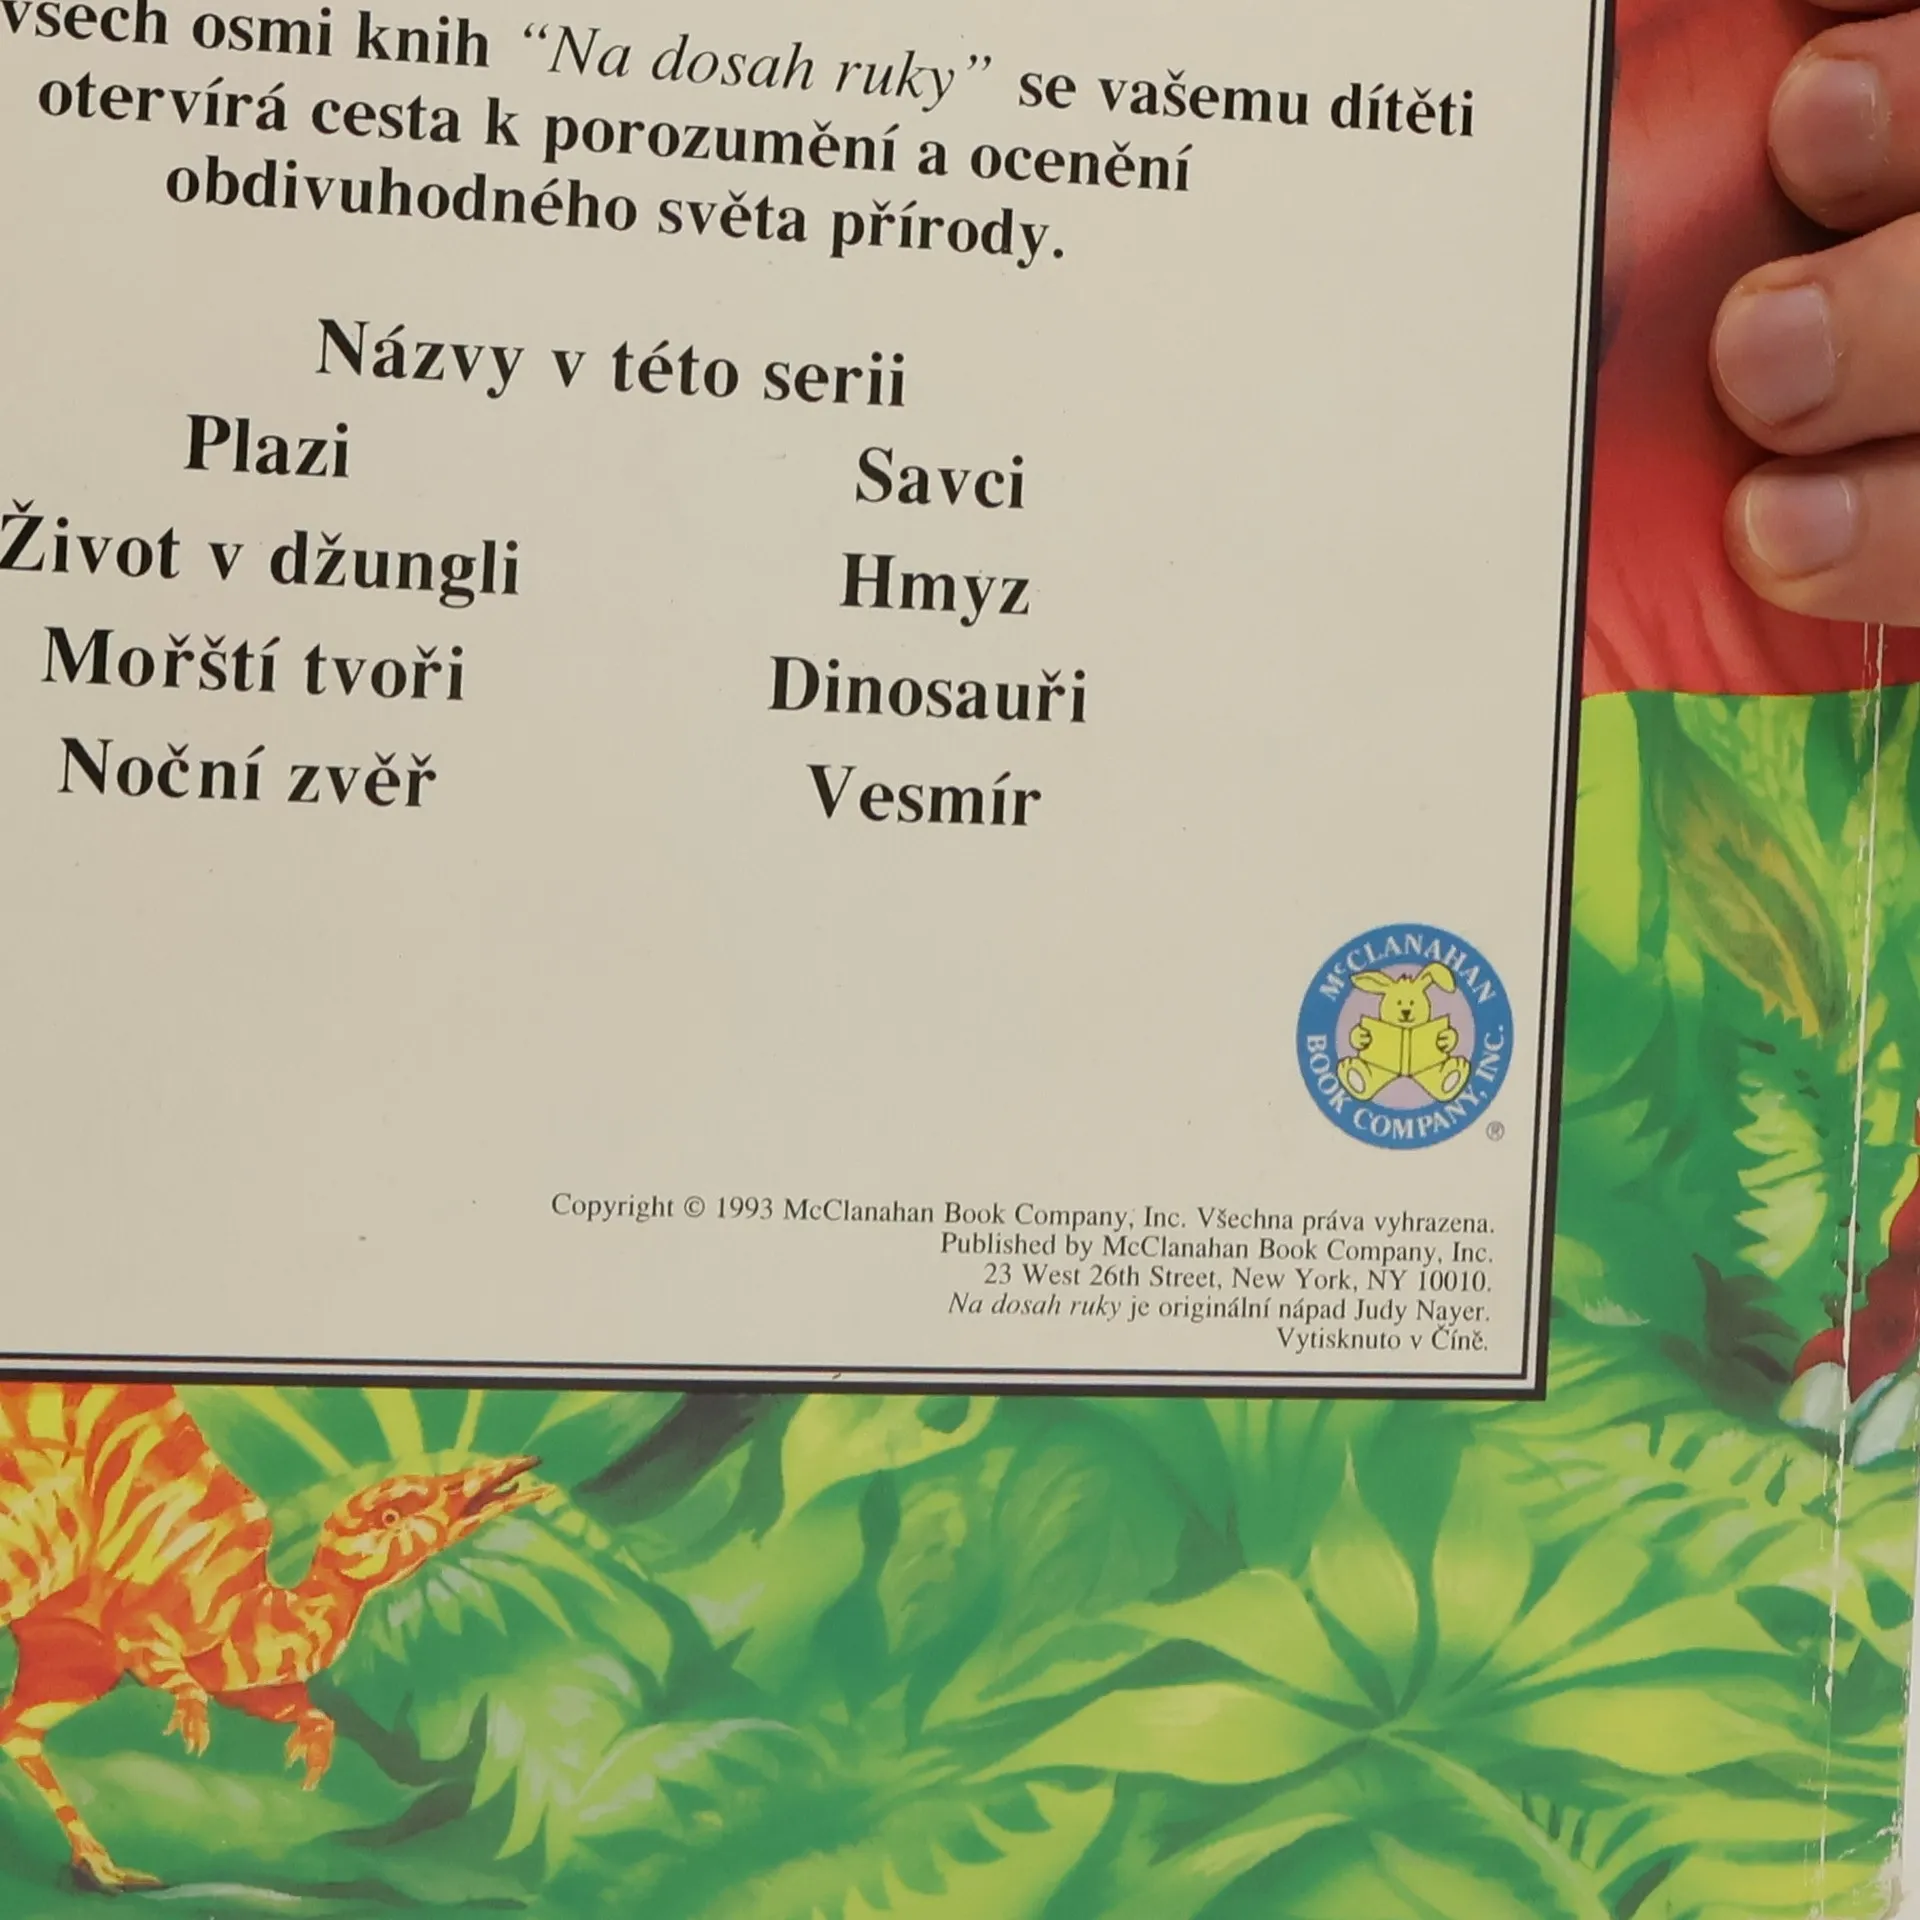 všech osmi knih “Na dosah ruky” se vašemu dítěti
otervírá cesta k porozumění a ocenění
obdivuhodného světa přírody.
Názvy v této serii
Plazi Savci
Život v džungli Hmyz
Mořští tvoři Dinosauři
Noční zvěř Vesmír
McCLANAHAN
BOOK COMPANY, INC.
®
Copyright © 1993 McClanahan Book Company, Inc. Všechna práva vyhrazena.
Published by McClanahan Book Company, Inc.
23 West 26th Street, New York, NY 10010.
Na dosah ruky je originální nápad Judy Nayer.
Vytisknuto v Číně.